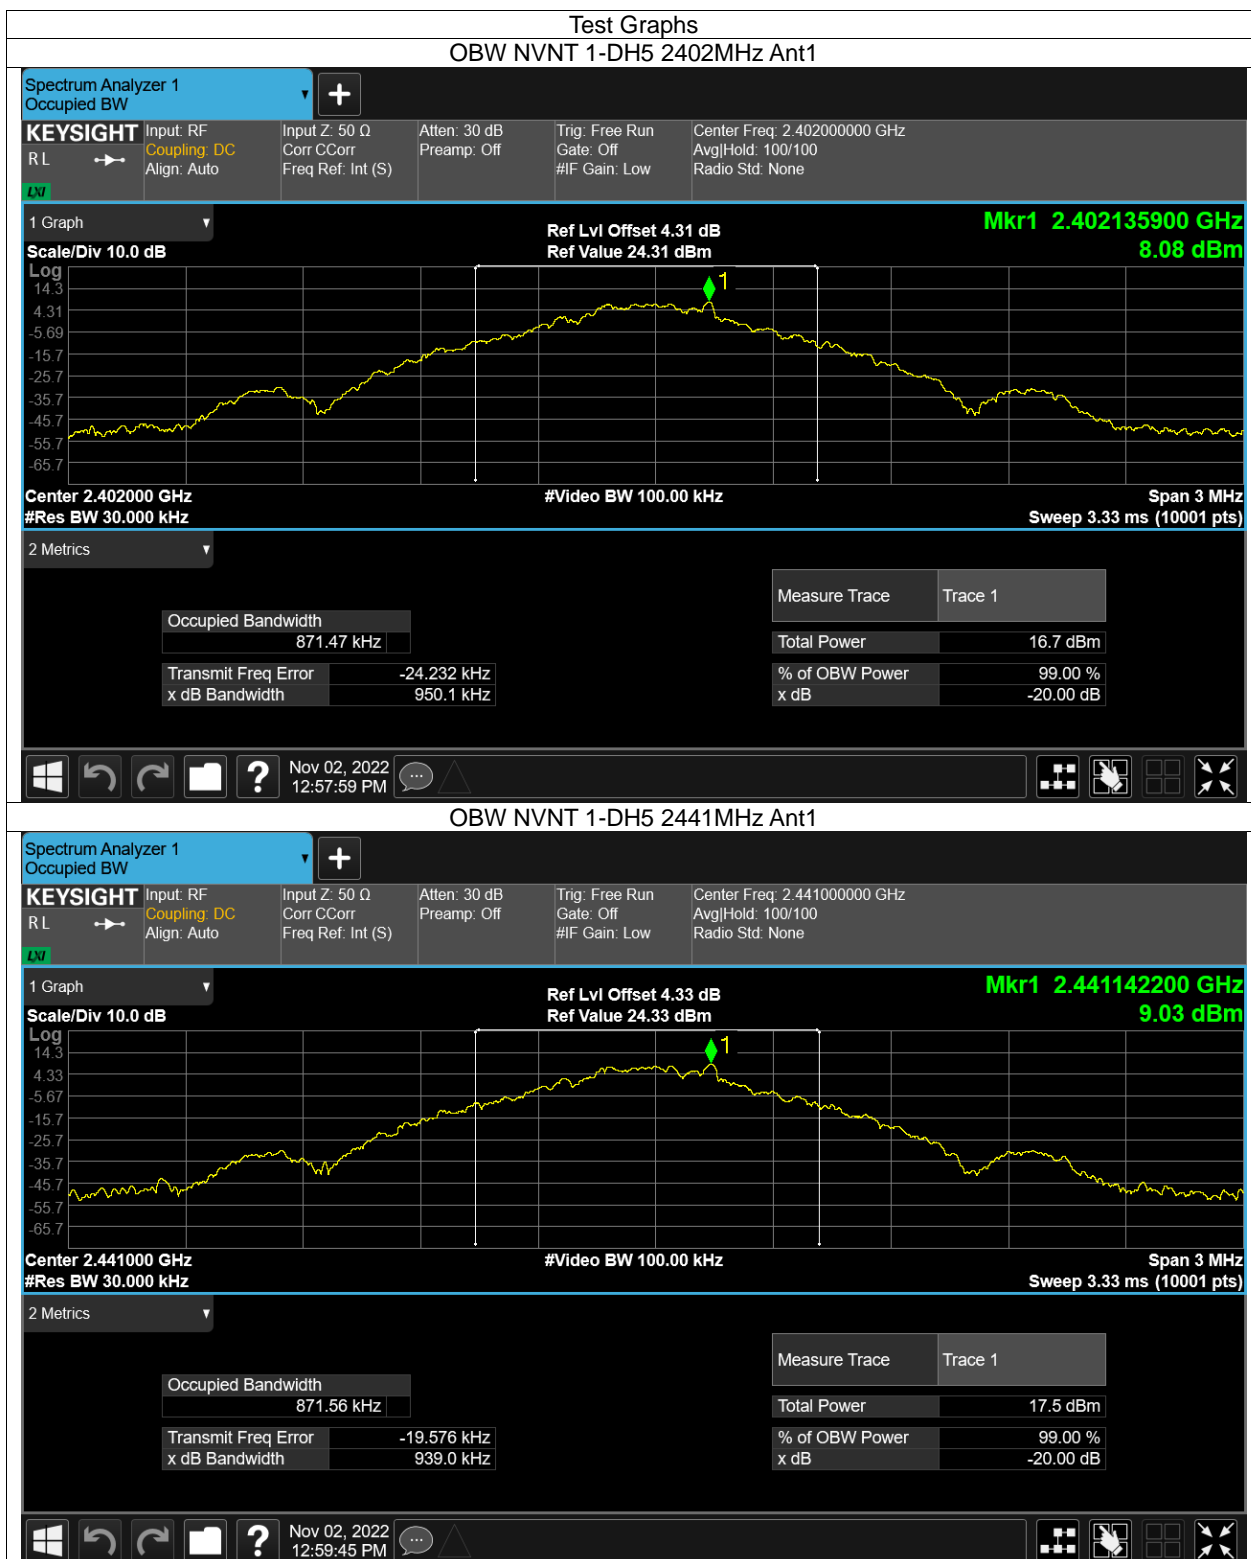 Test Graphs
OBW NVNT 1-DH5 2402MHz Ant1
Spectrum Analyzer 1
Occupied BW
KEYSIGHT Input: RF Input Z: 50 Ω Atten: 30 dB Trig: Free Run Center Freq: 2.402000000 GHz
R L Coupling: DC Corr CCorr Preamp: Off Gate: Off Avg|Hold: 100/100
Align: Auto Freq Ref: Int (S) #IF Gain: Low Radio Std: None
LXI
1 Graph
Ref Lvl Offset 4.31 dB Mkr1 2.402135900 GHz
Scale/Div 10.0 dB Ref Value 24.31 dBm 8.08 dBm
Log
1
14.3
4.31
-5.69
-15.7
-25.7
-35.7
-45.7
-55.7
-65.7
Center 2.402000 GHz #Video BW 100.00 kHz Span 3 MHz
#Res BW 30.000 kHz Sweep 3.33 ms (10001 pts)
2 Metrics
Measure Trace Trace 1
Occupied Bandwidth
871.47 kHz Total Power 16.7 dBm
Transmit Freq Error -24.232 kHz % of OBW Power 99.00 %
x dB Bandwidth 950.1 kHz x dB -20.00 dB
? Nov 02, 2022
12:57:59 PM
OBW NVNT 1-DH5 2441MHz Ant1
Spectrum Analyzer 1
Occupied BW
KEYSIGHT Input: RF Input Z: 50 Ω Atten: 30 dB Trig: Free Run Center Freq: 2.441000000 GHz
R L Coupling: DC Corr CCorr Preamp: Off Gate: Off Avg|Hold: 100/100
Align: Auto Freq Ref: Int (S) #IF Gain: Low Radio Std: None
LXI
1 Graph
Ref Lvl Offset 4.33 dB Mkr1 2.441142200 GHz
Scale/Div 10.0 dB Ref Value 24.33 dBm 9.03 dBm
Log
1
14.3
4.33
-5.67
-15.7
-25.7
-35.7
-45.7
-55.7
-65.7
Center 2.441000 GHz #Video BW 100.00 kHz Span 3 MHz
#Res BW 30.000 kHz Sweep 3.33 ms (10001 pts)
2 Metrics
Measure Trace Trace 1
Occupied Bandwidth
871.56 kHz Total Power 17.5 dBm
Transmit Freq Error -19.576 kHz % of OBW Power 99.00 %
x dB Bandwidth 939.0 kHz x dB -20.00 dB
? Nov 02, 2022
12:59:45 PM